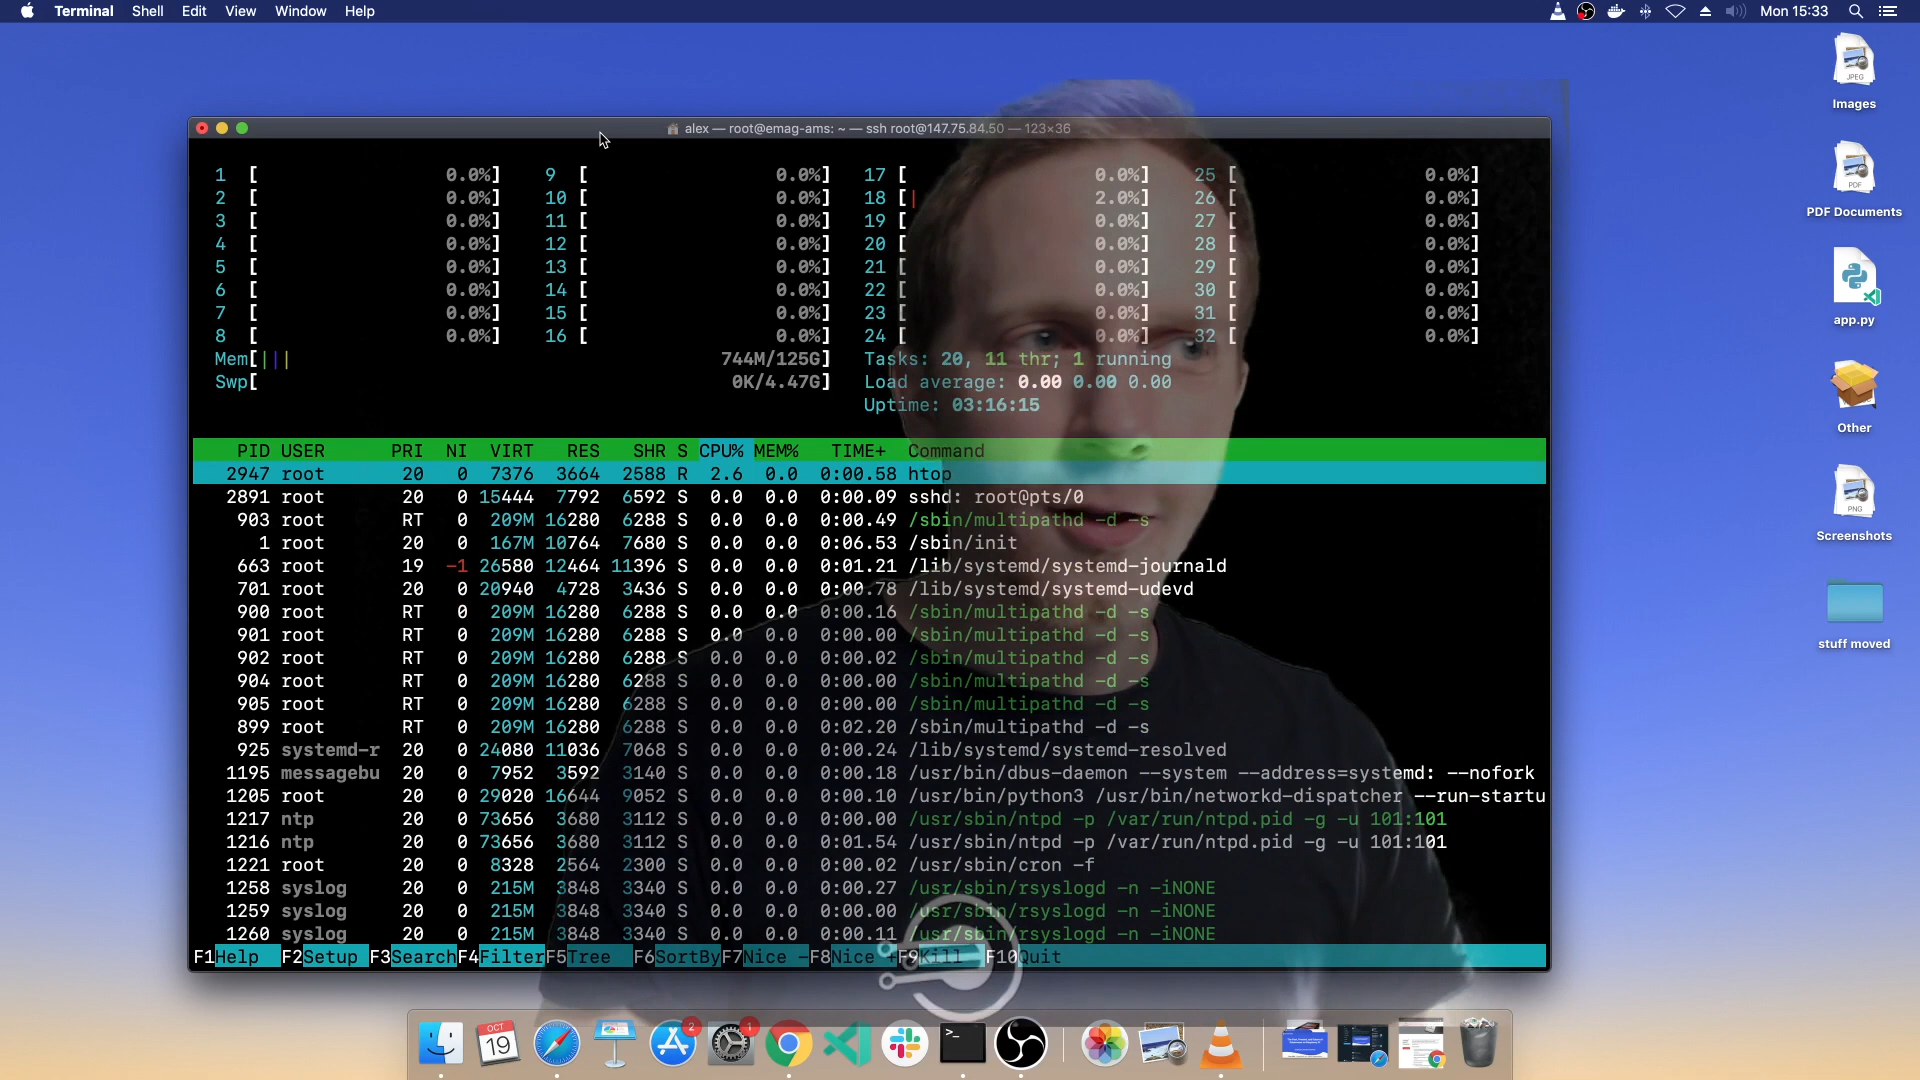 Terminal Shell Edit View Window Help Mon 15:33
alex — root@emag-ams: ~ — ssh root@147.75.84.50 — 123×36
1 [ 0.0%] 9 [ 0.0%] 17 [ 0.0%] 25 [ 0.0%]
2 [ 0.0%] 10 [ 0.0%] 18 [| 2.0%] 26 [ 0.0%]
3 [ 0.0%] 11 [ 0.0%] 19 [ 0.0%] 27 [ 0.0%]
4 [ 0.0%] 12 [ 0.0%] 20 [ 0.0%] 28 [ 0.0%]
5 [ 0.0%] 13 [ 0.0%] 21 [ 0.0%] 29 [ 0.0%]
6 [ 0.0%] 14 [ 0.0%] 22 [ 0.0%] 30 [ 0.0%]
7 [ 0.0%] 15 [ 0.0%] 23 [ 0.0%] 31 [ 0.0%]
8 [ 0.0%] 16 [ 0.0%] 24 [ 0.0%] 32 [ 0.0%]
Mem[||| 744M/125G] Tasks: 20, 11 thr; 1 running
Swp[ 0K/4.47G] Load average: 0.00 0.00 0.00
Uptime: 03:16:15
PID USER PRI NI VIRT RES SHR S CPU% MEM% TIME+ Command
2947 root 20 0 7376 3664 2588 R 2.6 0.0 0:00.58 htop
2891 root 20 0 15444 7792 6592 S 0.0 0.0 0:00.09 sshd: root@pts/0
903 root RT 0 209M 16280 6288 S 0.0 0.0 0:00.49 /sbin/multipathd -d -s
1 root 20 0 167M 10764 7680 S 0.0 0.0 0:06.53 /sbin/init
663 root 19 -1 26580 12464 11396 S 0.0 0.0 0:01.21 /lib/systemd/systemd-journald
701 root 20 0 20940 4728 3436 S 0.0 0.0 0:00.78 /lib/systemd/systemd-udevd
900 root RT 0 209M 16280 6288 S 0.0 0.0 0:00.16 /sbin/multipathd -d -s
901 root RT 0 209M 16280 6288 S 0.0 0.0 0:00.00 /sbin/multipathd -d -s
902 root RT 0 209M 16280 6288 S 0.0 0.0 0:00.02 /sbin/multipathd -d -s
904 root RT 0 209M 16280 6288 S 0.0 0.0 0:00.00 /sbin/multipathd -d -s
905 root RT 0 209M 16280 6288 S 0.0 0.0 0:00.00 /sbin/multipathd -d -s
899 root RT 0 209M 16280 6288 S 0.0 0.0 0:02.20 /sbin/multipathd -d -s
925 systemd-r 20 0 24080 11036 7068 S 0.0 0.0 0:00.24 /lib/systemd/systemd-resolved
1195 messagebu 20 0 7952 3592 3140 S 0.0 0.0 0:00.18 /usr/bin/dbus-daemon --system --address=systemd: --nofork
1205 root 20 0 29020 16644 9052 S 0.0 0.0 0:00.10 /usr/bin/python3 /usr/bin/networkd-dispatcher --run-startu
1217 ntp 20 0 73656 3680 3112 S 0.0 0.0 0:00.00 /usr/sbin/ntpd -p /var/run/ntpd.pid -g -u 101:101
1216 ntp 20 0 73656 3680 3112 S 0.0 0.0 0:01.54 /usr/sbin/ntpd -p /var/run/ntpd.pid -g -u 101:101
1221 root 20 0 8328 2564 2300 S 0.0 0.0 0:00.02 /usr/sbin/cron -f
1258 syslog 20 0 215M 3848 3340 S 0.0 0.0 0:00.27 /usr/sbin/rsyslogd -n -iNONE
1259 syslog 20 0 215M 3848 3340 S 0.0 0.0 0:00.00 /usr/sbin/rsyslogd -n -iNONE
1260 syslog 20 0 215M 3848 3340 S 0.0 0.0 0:00.11 /usr/sbin/rsyslogd -n -iNONE
F1Help F2Setup F3SearchF4FilterF5Tree F6SortByF7Nice -F8Nice +F9Kill F10Quit
JPEG
Images
PDF
PDF Documents
app.py
Other
PNG
Screenshots
stuff moved
OCT
19
2
1
>_